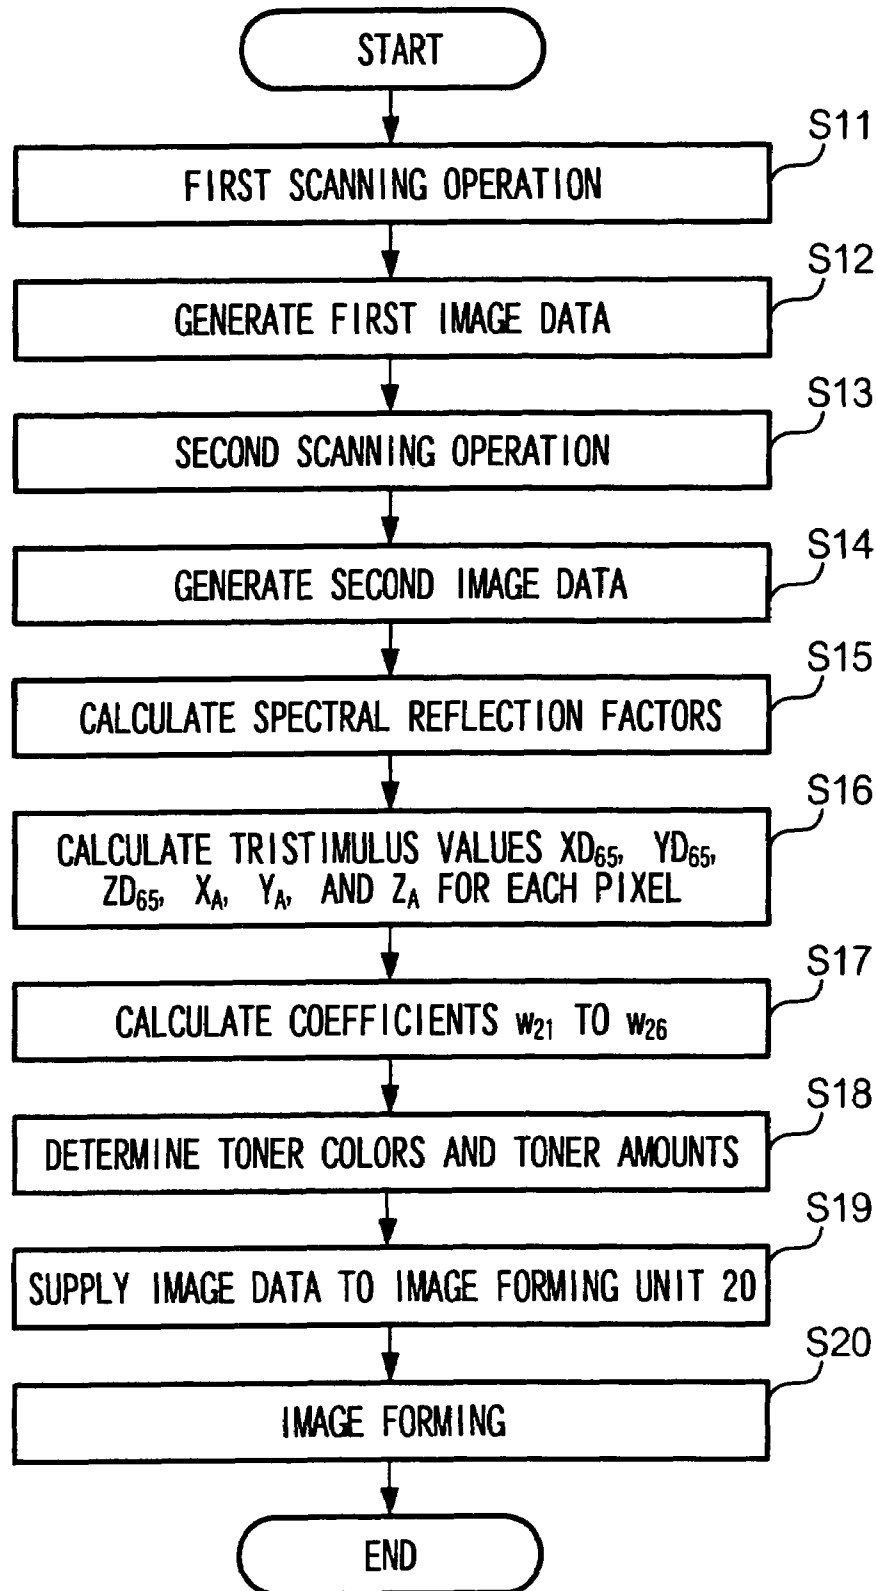 START
S11
FIRST SCANNING OPERATION
S12
GENERATE FIRST IMAGE DATA
S13
SECOND SCANNING OPERATION
S14
GENERATE SECOND IMAGE DATA
S15
CALCULATE SPECTRAL REFLECTION FACTORS
S16
CALCULATE TRISTIMULUS VALUES XD65, YD65,
ZD65, XA, YA, AND ZA FOR EACH PIXEL
S17
CALCULATE COEFFICIENTS w21 TO w26
S18
DETERMINE TONER COLORS AND TONER AMOUNTS
S19
SUPPLY IMAGE DATA TO IMAGE FORMING UNIT 20
S20
IMAGE FORMING
END